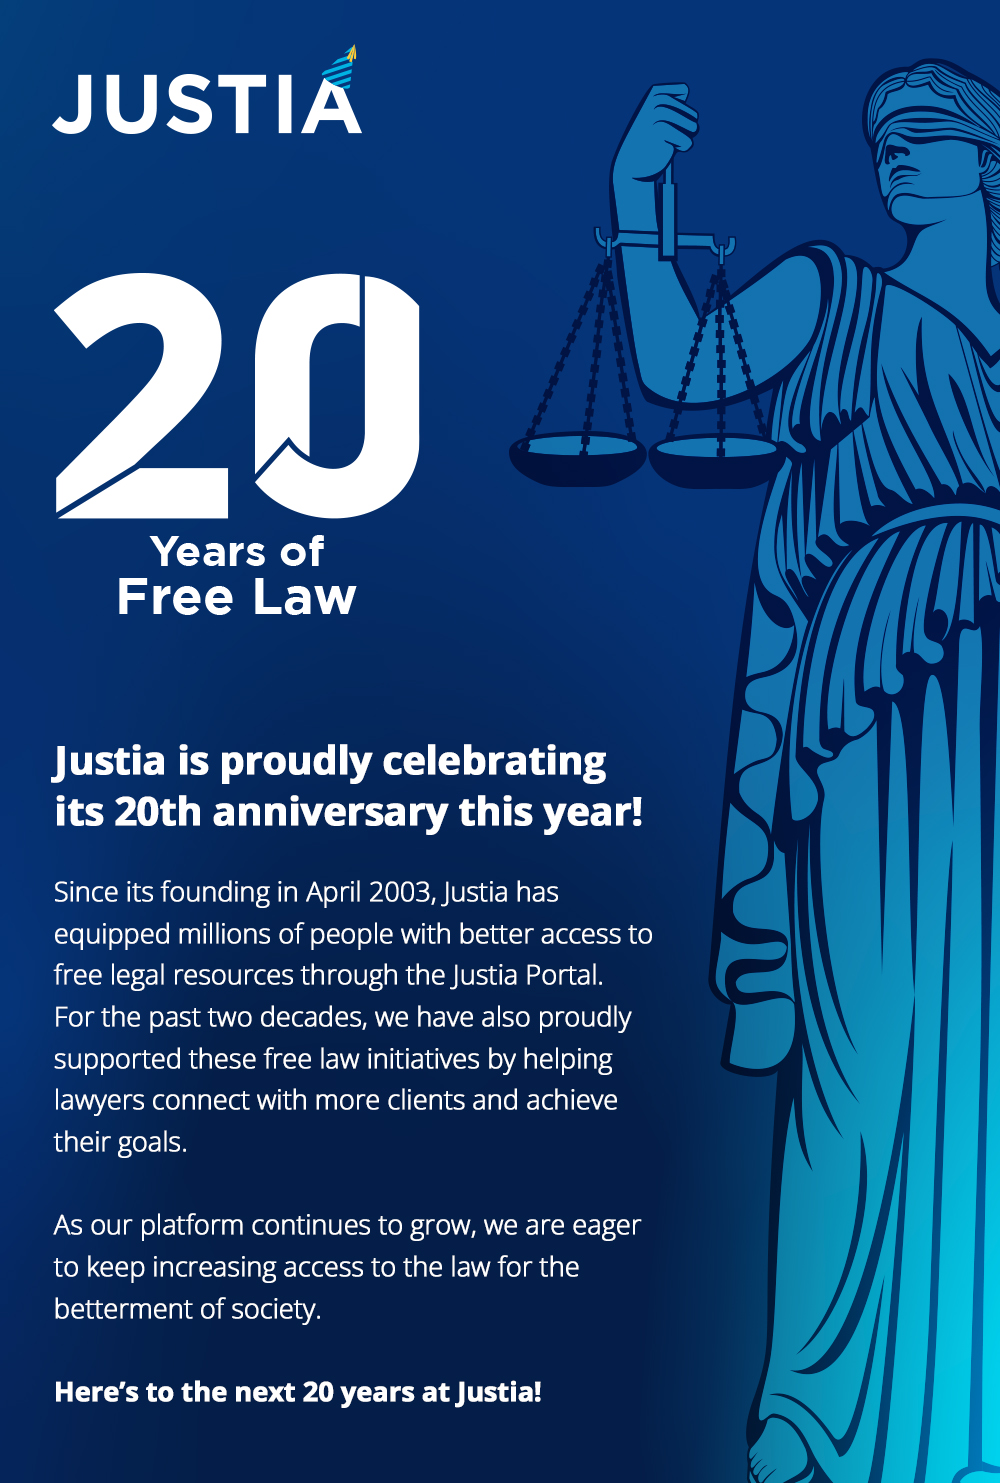 JUSTIA
20
Years of
Free Law
Justia is proudly celebrating
its 20th anniversary this year!
Since its founding in April 2003, Justia has
equipped millions of people with better access to
free legal resources through the Justia Portal.
For the past two decades, we have also proudly
supported these free law initiatives by helping
lawyers connect with more clients and achieve
their goals.
As our platform continues to grow, we are eager
to keep increasing access to the law for the
betterment of society.
Here’s to the next 20 years at Justia!